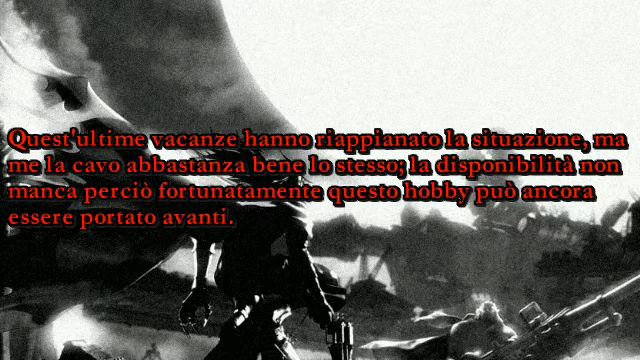 Quest'ultime vacanze hanno riappianato la situazione, ma
me la cavo abbastanza bene lo stesso; la disponibilità non
manca perciò fortunatamente questo hobby può ancora
essere portato avanti.